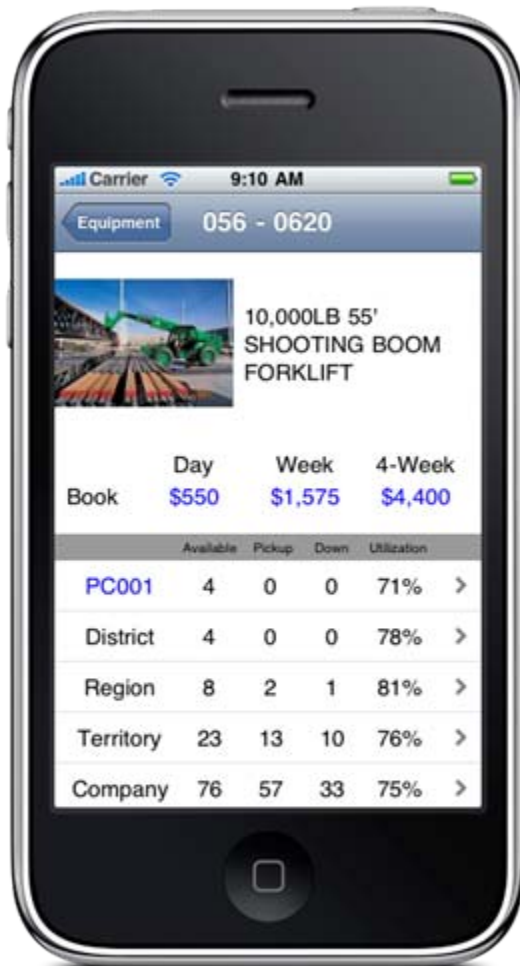 Carrier 9:10 AM
Equipment 056 - 0620
10,000LB 55'
SHOOTING BOOM
FORKLIFT
Day Week 4-Week
Book $550 $1,575 $4,400
Available Pickup Down Utilization
PC001 4 0 0 71% >
District 4 0 0 78% >
Region 8 2 1 81% >
Territory 23 13 10 76% >
Company 76 57 33 75% >